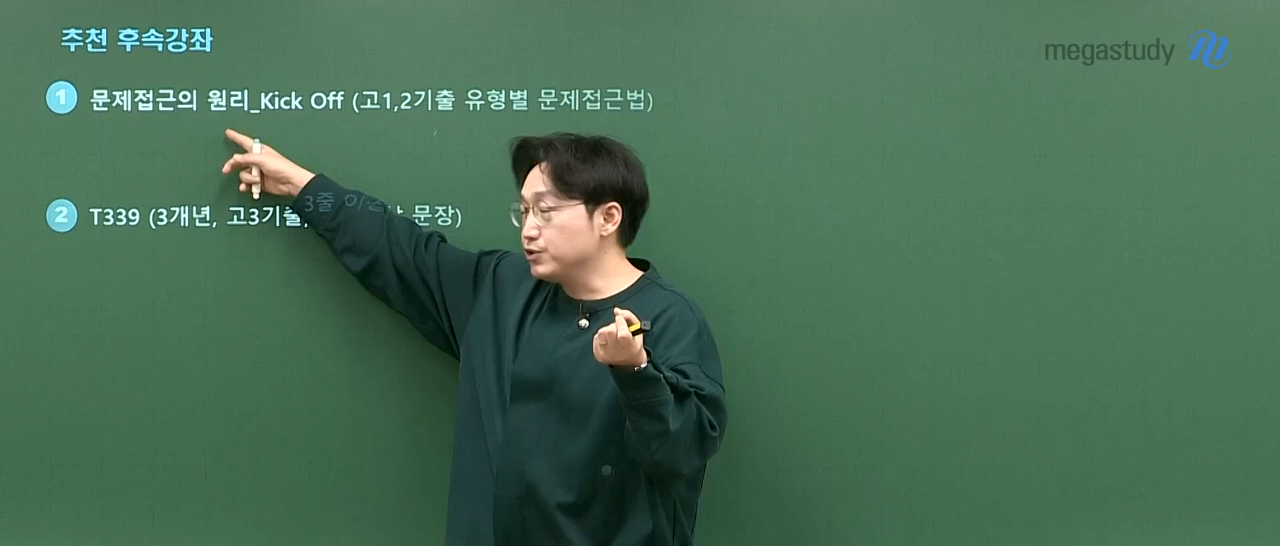 추천 후속강좌
megastudy
1 문제접근의 원리_Kick Off (고1,2기출 유형별 문제접근법)
2 T339 (3개년, 고3기출, 3줄 문장)